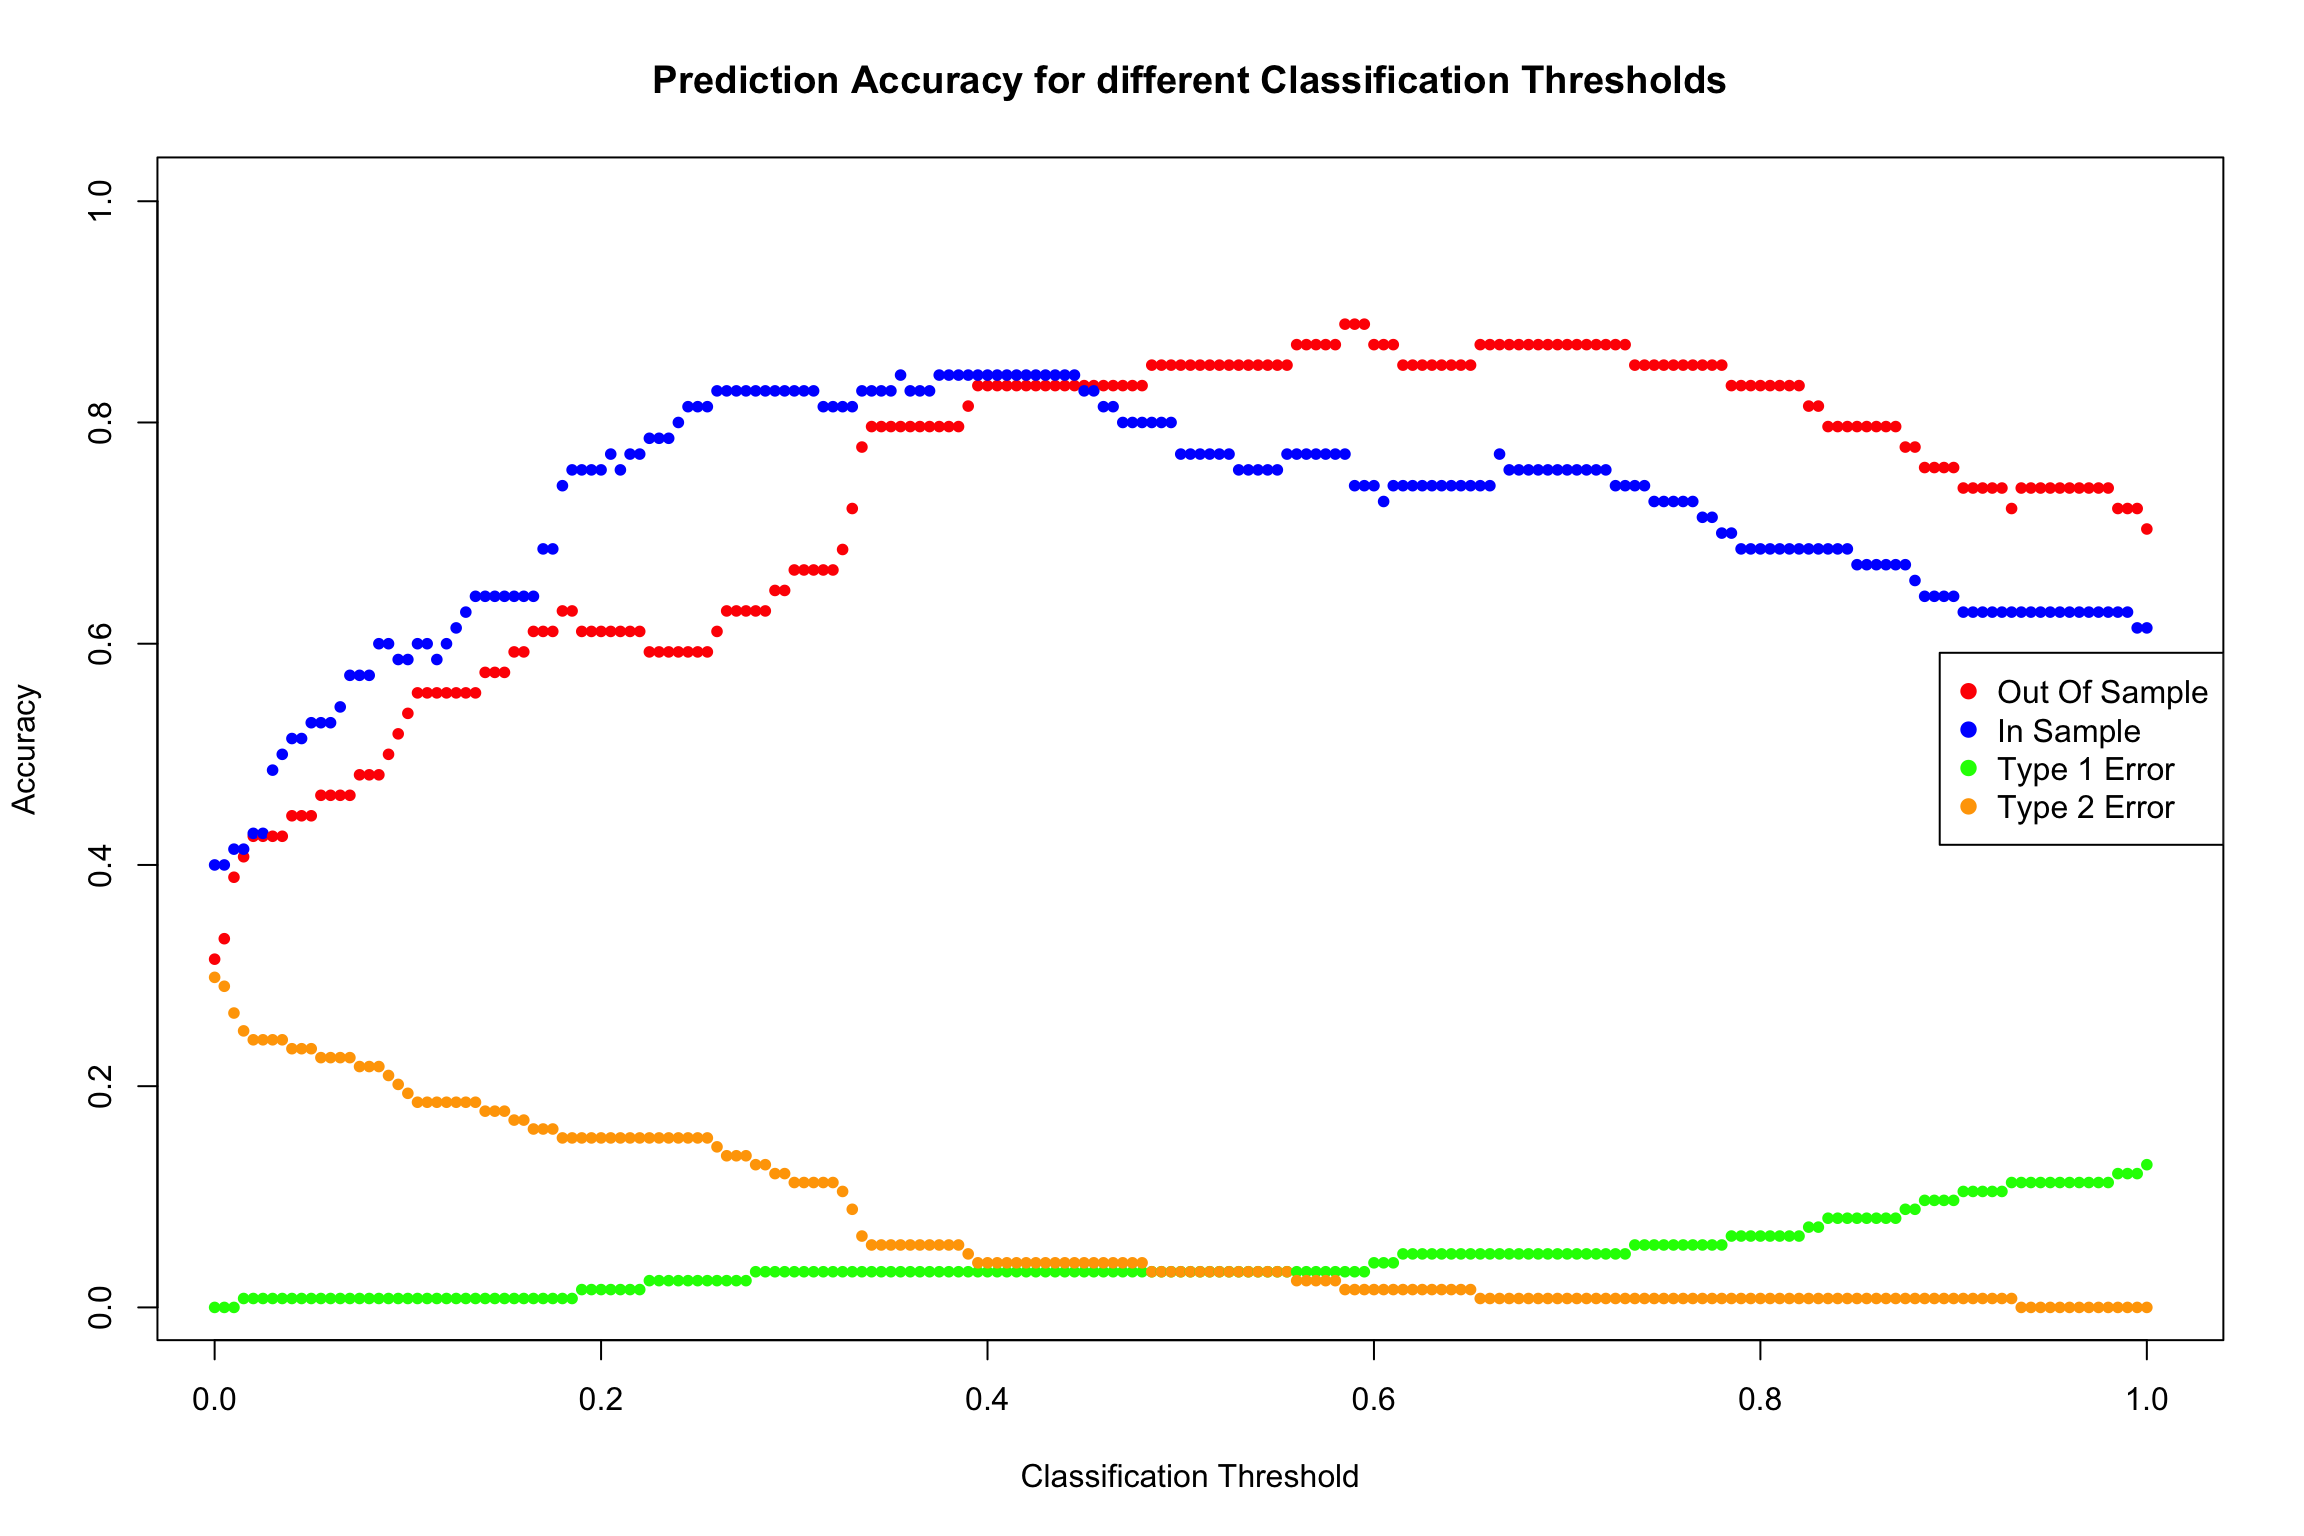 Prediction Accuracy for different Classification Thresholds
1.0
0.8
0.6
0.4
0.2
0.0
Accuracy
Out Of Sample
In Sample
Type 1 Error
Type 2 Error
0.0 0.2 0.4 0.6 0.8 1.0
Classification Threshold